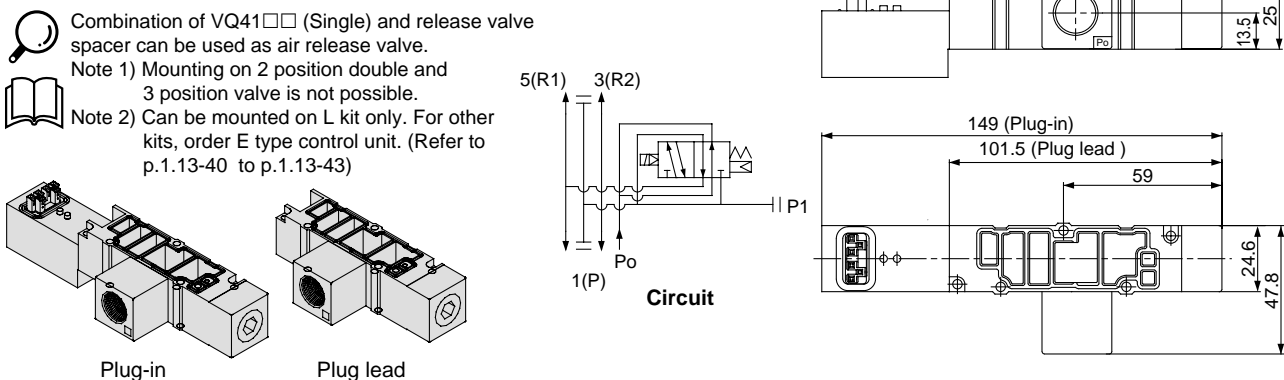 Combination of VQ41□□ (Single) and release valve
spacer can be used as air release valve.
Note 1) Mounting on 2 position double and
3 position valve is not possible.
Note 2) Can be mounted on L kit only. For other
kits, order E type control unit. (Refer to
p.1.13-40 to p.1.13-43)
Plug-in
Plug lead
5(R1)
3(R2)
P1
Po
1(P)
Circuit
Po
13.5
25
149 (Plug-in)
101.5 (Plug lead )
59
24.6
47.8